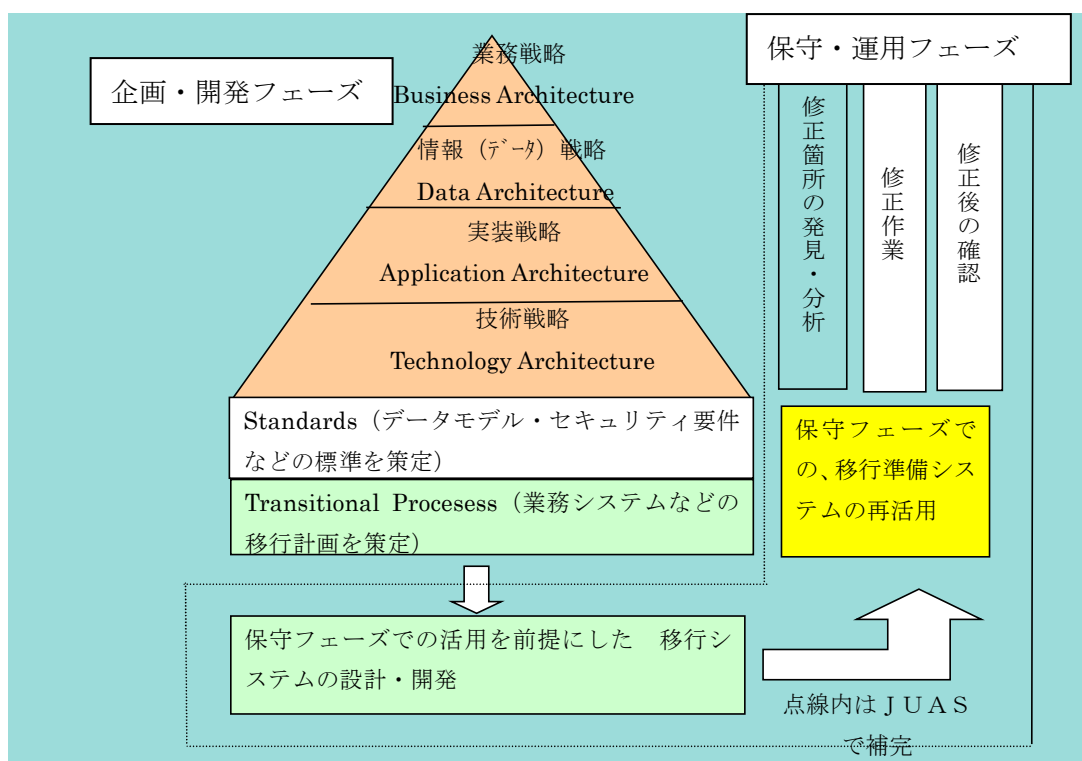 企画・開発フェーズ
業務戦略
Business Architecture
情報（ﾃﾞｰﾀ）戦略
Data Architecture
実装戦略
Application Architecture
技術戦略
Technology Architecture
Standards（データモデル・セキュリティ要件
などの標準を策定）
Transitional Procesess（業務システムなどの
移行計画を策定）
保守フェーズでの活用を前提にした　移行シ
ステムの設計・開発
保守・運用フェーズ
修正箇所の発見・分析
修正作業
修正後の確認
保守フェーズで
の、移行準備シス
テムの再活用
点線内はＪＵＡＳ
で補完